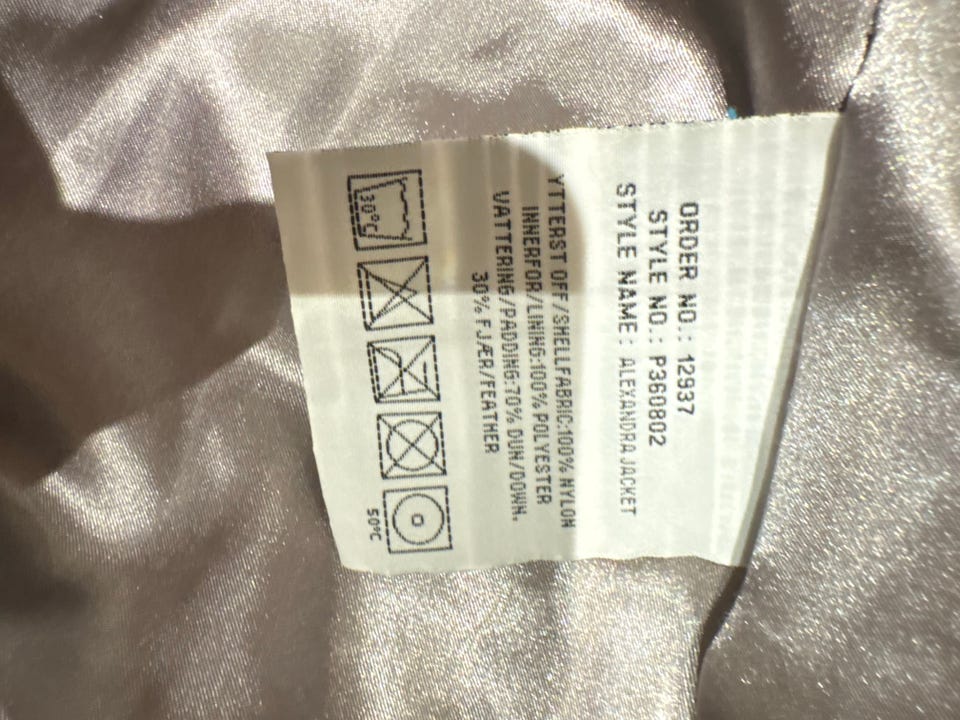 ORDER NO.: 12937
STYLE NO.: P360802
STYLE NAME: ALEXANDRA JACKET
YTTERST OFF/SHELLFABRIC:100% NYLON
INNERFOR/LINING:100% POLYESTER
VATTERING/PADDING:70% DUN/DOWN.
30% FJÆR/FEATHER
30°C
50°C